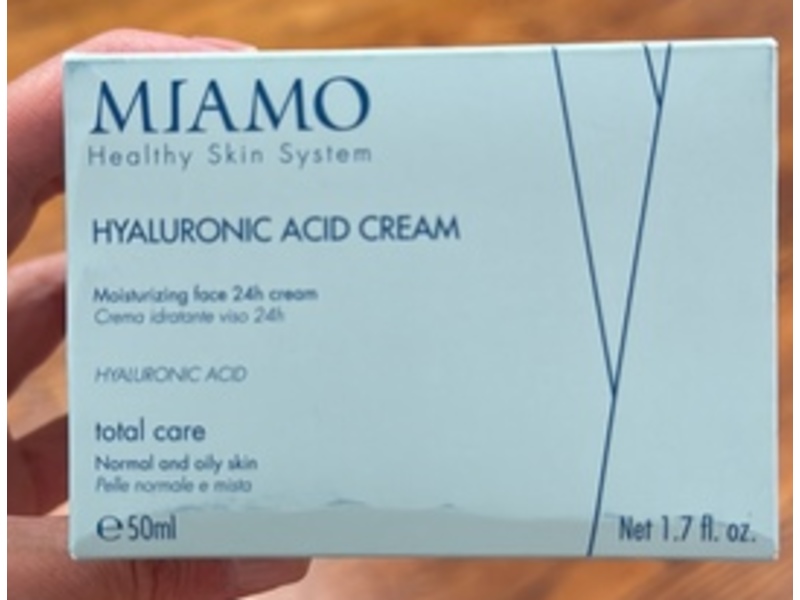 MIAMO
Healthy Skin System
HYALURONIC ACID CREAM
Moisturizing face 24h cream
Crema idratante viso 24h
HYALURONIC ACID
total care
Normal and oily skin
Pelle normale e mista
℮50ml
Net 1.7 fl. oz.